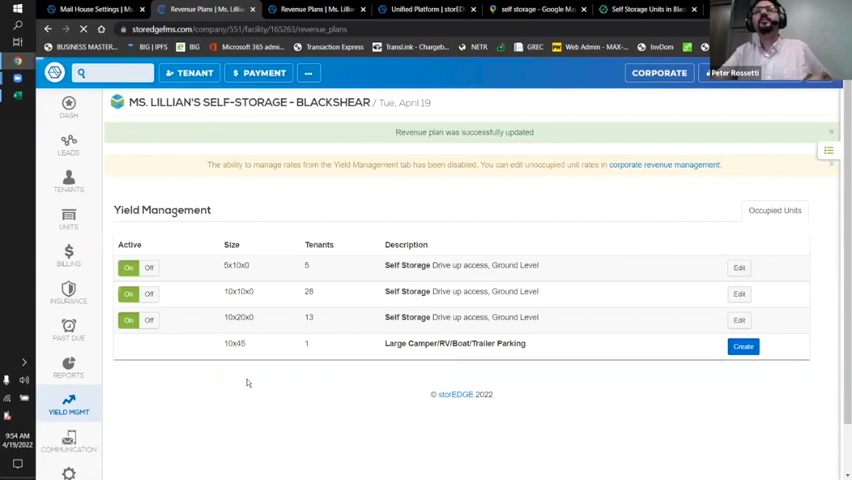 Mail House Settings | M
Revenue Plans | Ms. Lil
Revenue Plans | Ms. Lil
Unified Platform | storED
self storage - Google Ma
Self Storage Units in Black
storedgefms.com/company/551/facility/165263/revenue_plans
BUSINESS MASTER
BIG | IPFS
Microsoft 365 admi
Transaction Express
TransLink - Chargeb
NETR
GREC
Web Admin - MAX-
InvDom
Peter Rossetti
TENANT
PAYMENT
...
CORPORATE
MS. LILLIAN'S SELF-STORAGE - BLACKSHEAR / Tue, April 19
Revenue plan was successfully updated
The ability to manage rates from the Yield Management tab has been disabled. You can edit unoccupied unit rates in corporate revenue management.
Yield Management
Occupied Units
Active Size Tenants Description
On Off 5x10x0 5 Self Storage Drive up access, Ground Level Edit
On Off 10x10x0 28 Self Storage Drive up access, Ground Level Edit
On Off 10x20x0 13 Self Storage Drive up access, Ground Level Edit
10x45 1 Large Camper/RV/Boat/Trailer Parking Create
© storEDGE 2022
DASH
LEADS
TENANTS
UNITS
BILLING
INSURANCE
PAST DUE
REPORTS
YIELD MGMT
COMMUNICATION
9:54 AM
4/19/2022